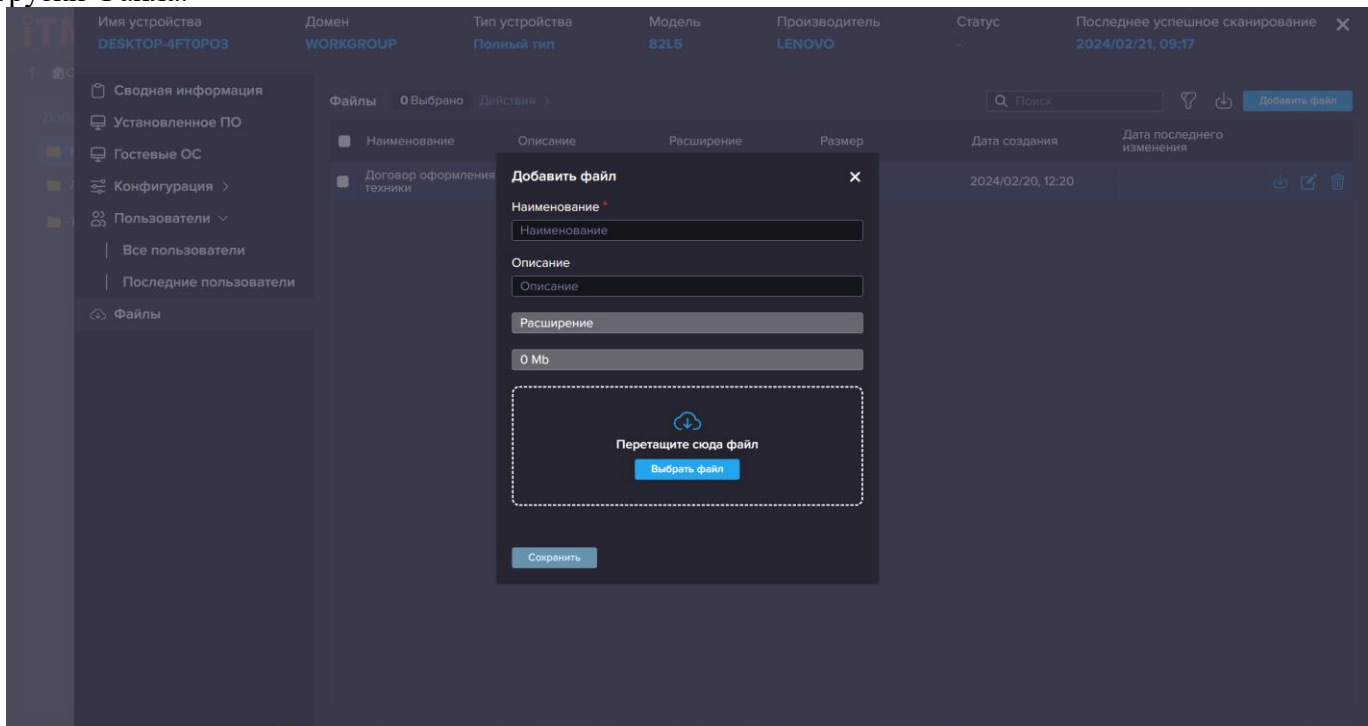 Имя устройства
DESKTOP-4FT0PO3
Домен
WORKGROUP
Тип устройства
Полный тип
Модель
82L5
Производитель
LENOVO
Статус
-
Последнее успешное сканирование
2024/02/21, 09:17
Сводная информация
Установленное ПО
Гостевые ОС
Конфигурация >
Пользователи
Все пользователи
Последние пользователи
Файлы
Файлы 0 Выбрано Действия > Поиск Добавить файл
Наименование Описание Расширение Размер Дата создания Дата последнего
изменения
Договор оформления
техники
2024/02/20, 12:20
Добавить файл
Наименование *
Наименование
Описание
Описание
Расширение
0 Mb
Перетащите сюда файл
Выбрать файл
Сохранить